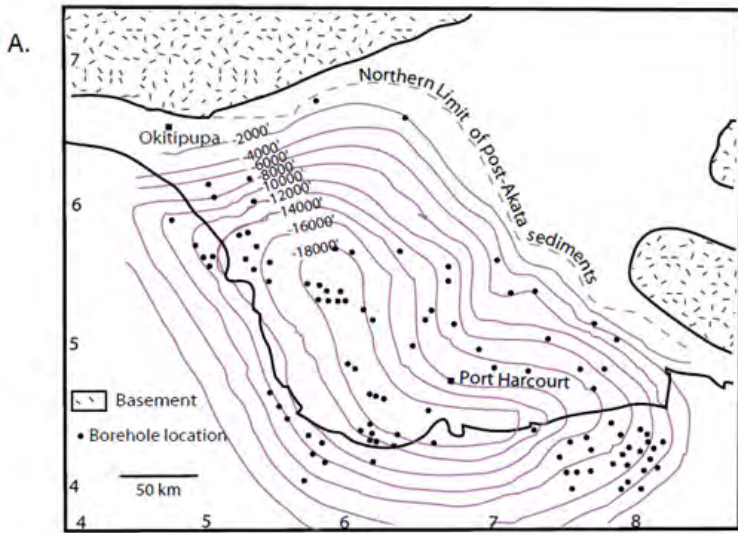 A.
7
Northern Limit of post-Akata sediments
Okitipupa
-2000'
-4000'
-6000'
-8000'
-10000'
-12000'
-14000'
-16000'
-18000'
6
5
Port Harcourt
Basement
Borehole location
50 km
4
4 5 6 7 8